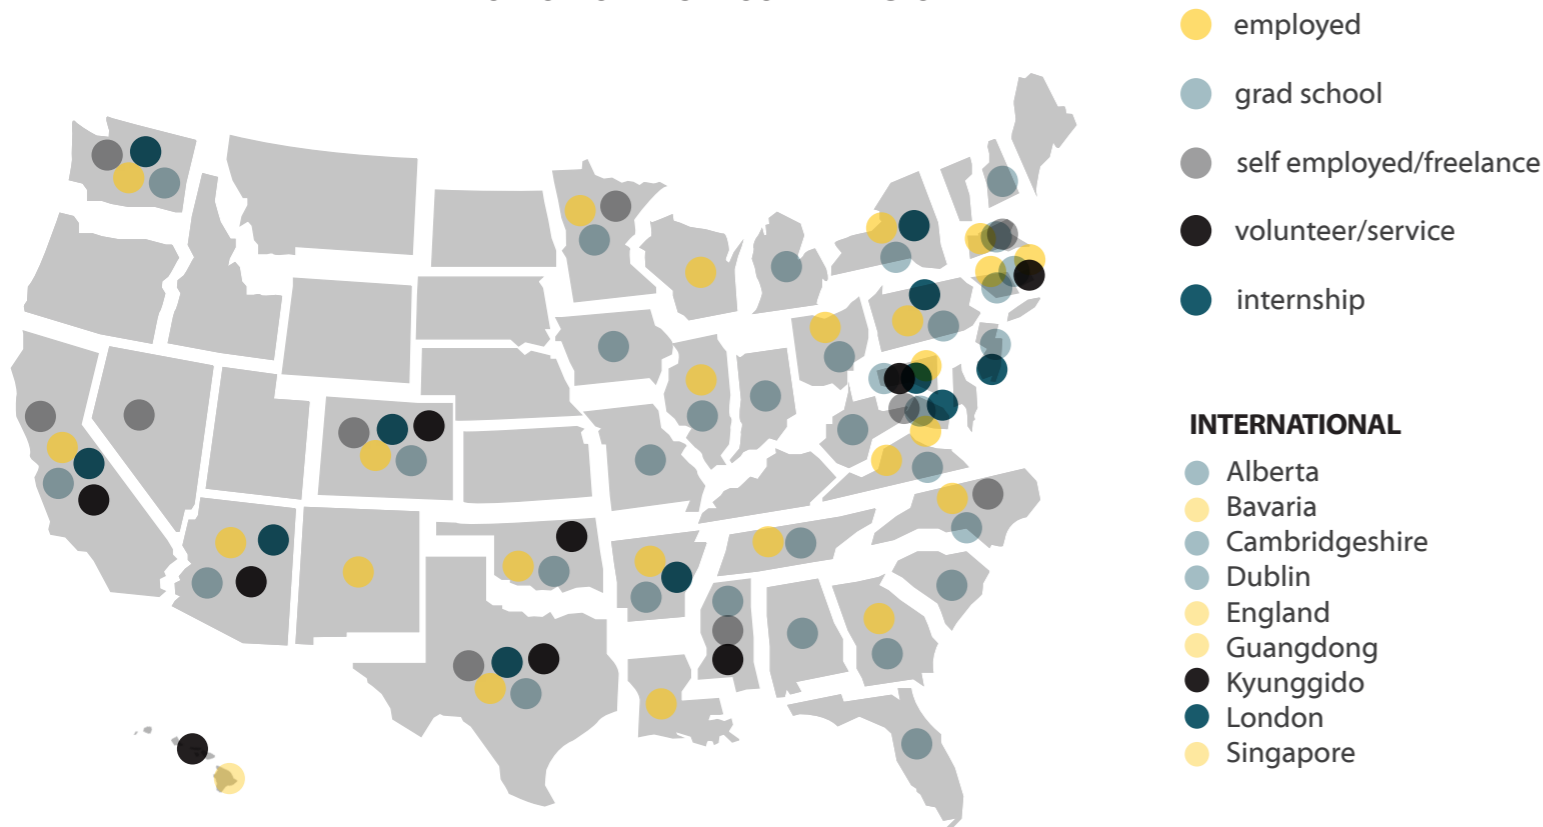 employed
grad school
self employed/freelance
volunteer/service
internship
INTERNATIONAL
Alberta
Bavaria
Cambridgeshire
Dublin
England
Guangdong
Kyunggido
London
Singapore